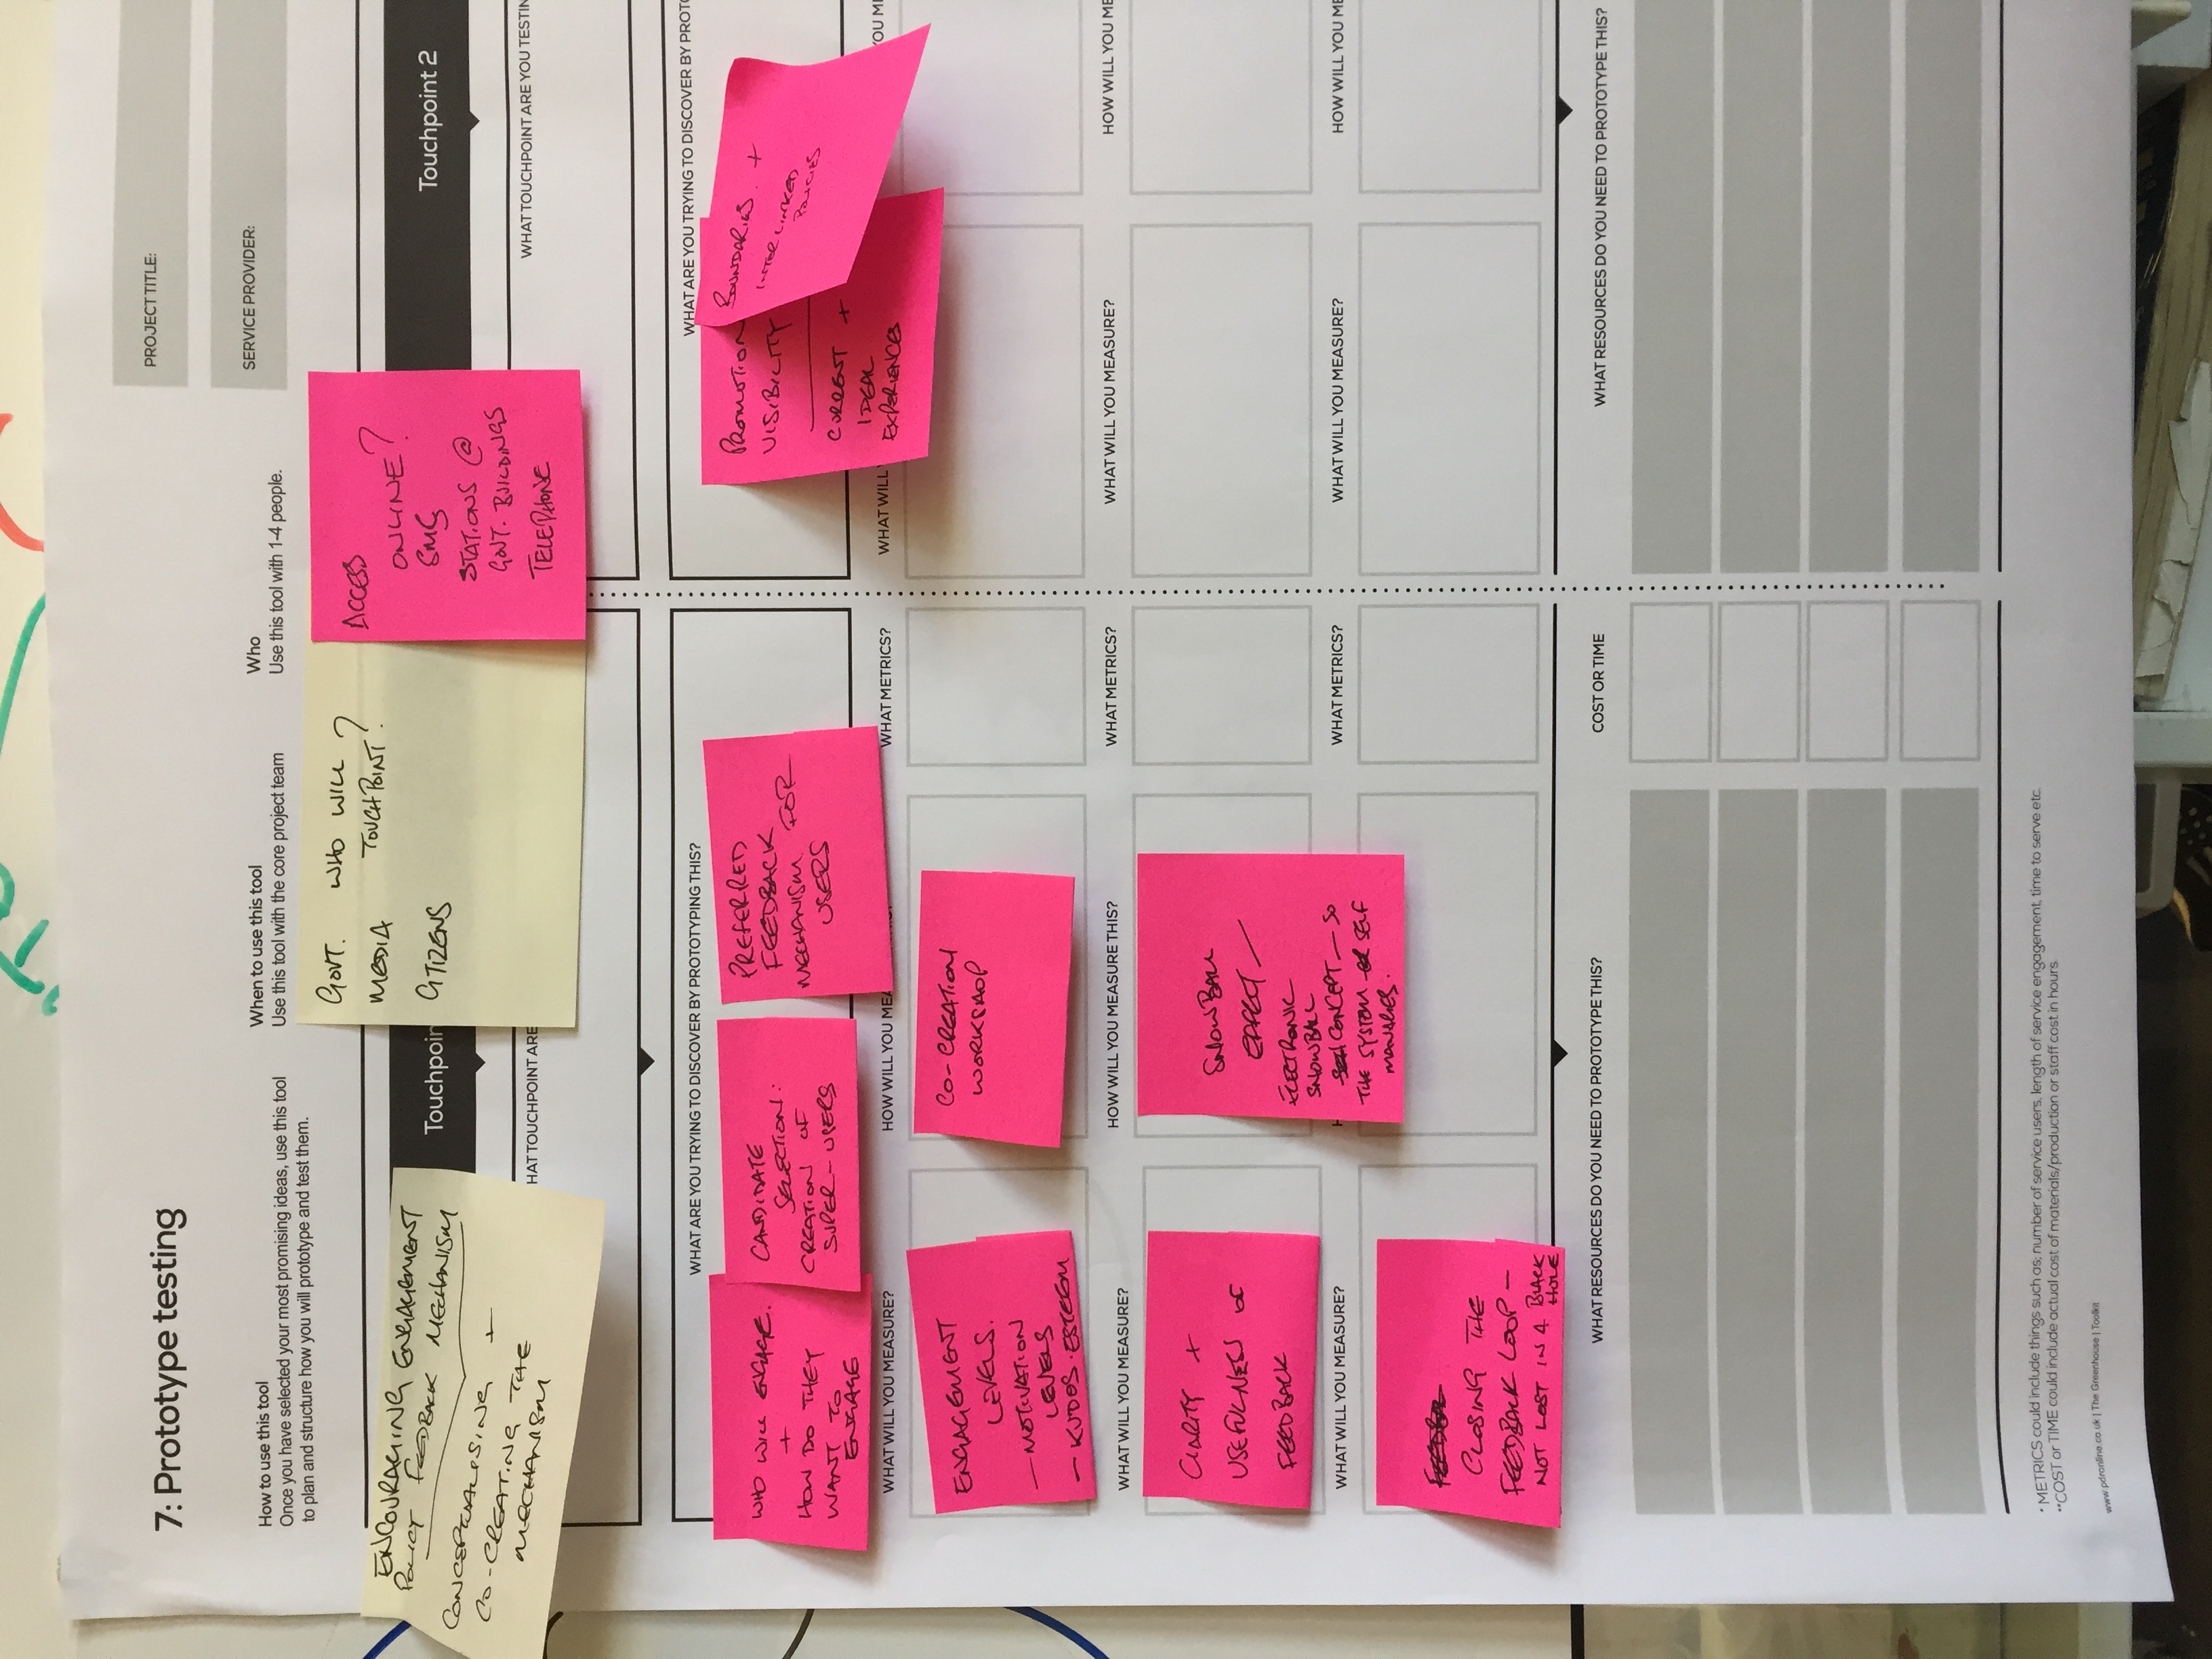 7: Prototype testing
PROJECT TITLE:
SERVICE PROVIDER:
How to use this tool
Once you have selected your most promising ideas, use this tool
to plan and structure how you will prototype and test them.
When to use this tool
Use this tool with the core project team
Who
Use this tool with 1-4 people.
ENCOURAGING ENGAGEMENT
POLICY FEEDBACK MECHANISM
CONCEPTUALISING +
CO-CREATING THE
MECHANISM
Touchpoin
GOVT. WHO WILL
TOUCHPOINT?
MEDIA
CITIZENS
ACCESS
ONLINE?
SMS
STATIONS @
GOVT. BUILDINGS
TELEPHONE
Touchpoint 2
HAT TOUCHPOINT ARE
WHAT TOUCHPOINT ARE YOU TESTIN
WHAT ARE YOU TRYING TO DISCOVER BY PROTOTYPING THIS?
WHO WILL ENGAGE.
+
HOW DO THEY
WANT TO
ENGAGE
CANDIDATE
SELECTION:
CREATION OF
SUPER-USERS
PREFERRED
FEEDBACK
MECHANISM FOR
USERS
WHAT ARE YOU TRYING TO DISCOVER BY PROTO
PROMOTION
VISIBILITY
CURRENT +
IDEAL
EXPERIENCES
BOUNDARIES. +
INTERLINKED
POLICIES
WHAT WILL YOU MEASURE?
HOW WILL YOU MEA
WHAT METRICS?
WHAT WILL
OU ME
ENGAGEMENT
LEVELS.
- MOTIVATION
LEVELS
- KUDOS. ESTEEM
CO-CREATION
WORKSHOP
WHAT WILL YOU MEASURE?
HOW WILL YOU MEASURE THIS?
WHAT METRICS?
WHAT WILL YOU MEASURE?
HOW WILL YOU ME
CLARITY +
USEFULNESS OF
FEEDBACK
SNOWBALL
EFFECT -
ELECTRONIC
SNOWBALL
CONCEPT - SO
THE SYSTEM SELF
MANAGES.
WHAT WILL YOU MEASURE?
H
WHAT METRICS?
WHAT WILL YOU MEASURE?
HOW WILL YOU ME
CLOSING THE
FEEDBACK LOOP -
NOT LOST IN A BLACK
HOLE
WHAT RESOURCES DO YOU NEED TO PROTOTYPE THIS?
COST OR TIME
WHAT RESOURCES DO YOU NEED TO PROTOTYPE THIS?
* METRICS could include things such as; number of service users, length of service engagement, time to serve etc.
**COST or TIME could include actual cost of materials/production or staff cost in hours
www.pdronline.co.uk | The Greenhouse | Toolkit